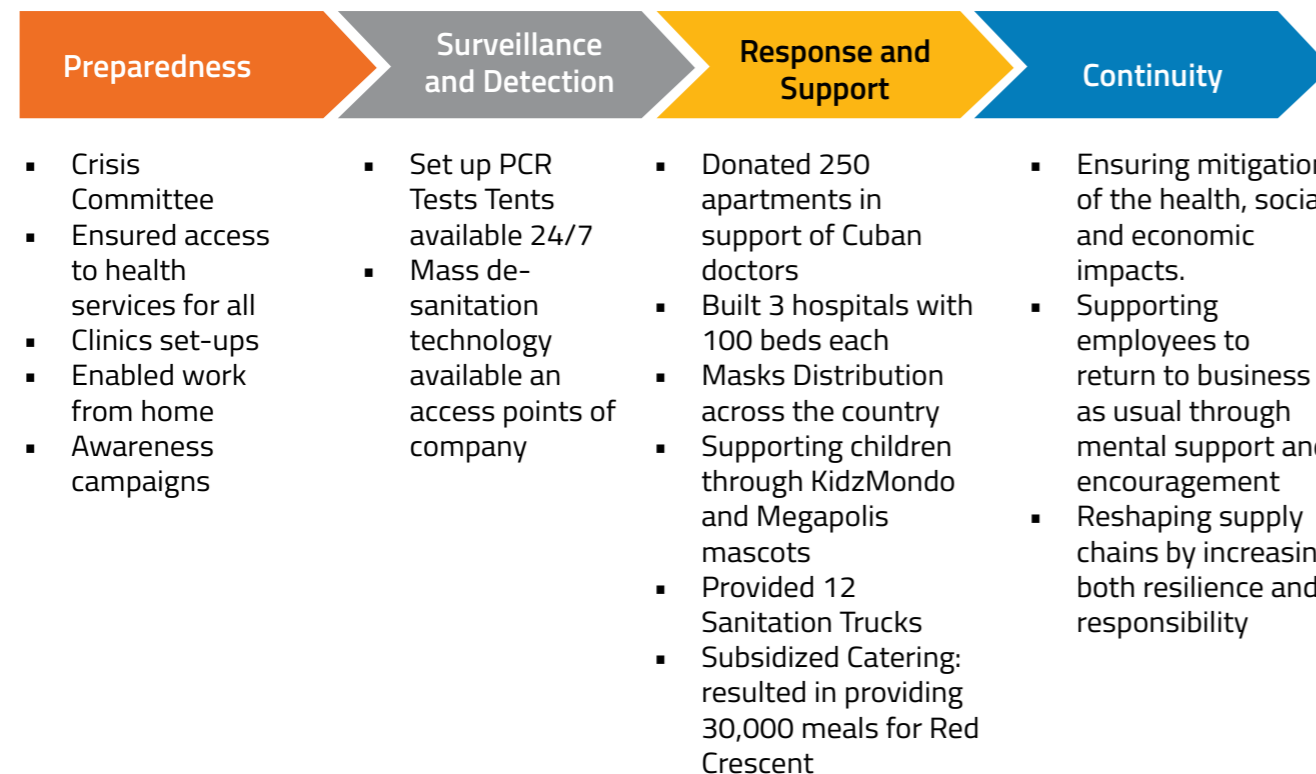 Preparedness
Surveillance
and Detection
Response and
Support
Continuity
▪ Crisis
Committee
▪ Ensured access
to health
services for all
▪ Clinics set-ups
▪ Enabled work
from home
▪ Awareness
campaigns
▪ Set up PCR
Tests Tents
available 24/7
▪ Mass de-
sanitation
technology
available an
access points of
company
▪ Donated 250
apartments in
support of Cuban
doctors
▪ Built 3 hospitals with
100 beds each
▪ Masks Distribution
across the country
▪ Supporting children
through KidzMondo
and Megapolis
mascots
▪ Provided 12
Sanitation Trucks
▪ Subsidized Catering:
resulted in providing
30,000 meals for Red
Crescent
▪ Ensuring mitigation
of the health, socia
and economic
impacts.
▪ Supporting
employees to
return to business
as usual through
mental support and
encouragement
▪ Reshaping supply
chains by increasin
both resilience and
responsibility